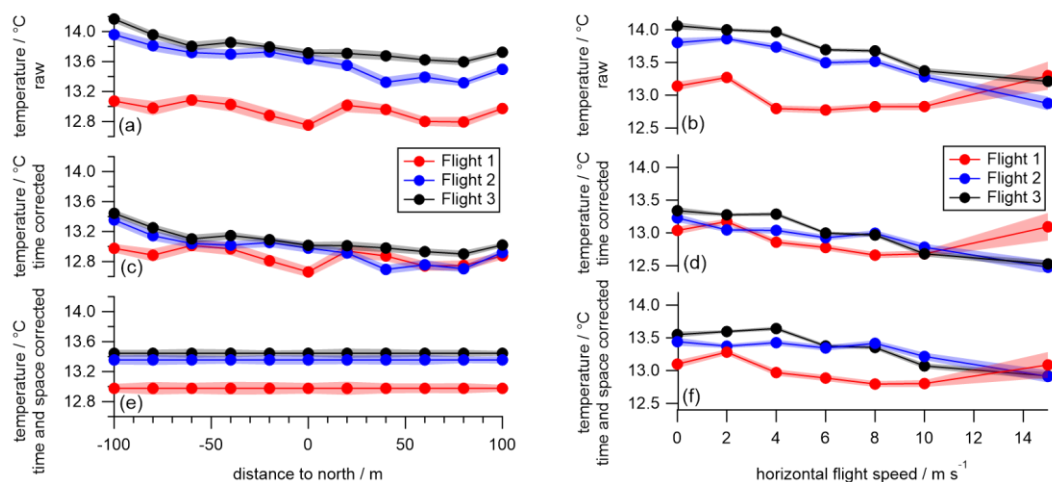 temperature / °C
raw
14.0
13.6
13.2
12.8
(a)
temperature / °C
raw
14.0
13.5
13.0
12.5
(b)
temperature / °C
time corrected
14.0
13.6
13.2
12.8
(c)
Flight 1
Flight 2
Flight 3
temperature / °C
time corrected
14.0
13.5
13.0
12.5
(d)
Flight 1
Flight 2
Flight 3
temperature / °C
time and space corrected
14.0
13.6
13.2
12.8
(e)
-100 -50 0 50 100
distance to north / m
temperature / °C
time and space corrected
14.0
13.5
13.0
12.5
(f)
0 2 4 6 8 10 12 14
horizontal flight speed / m s⁻¹